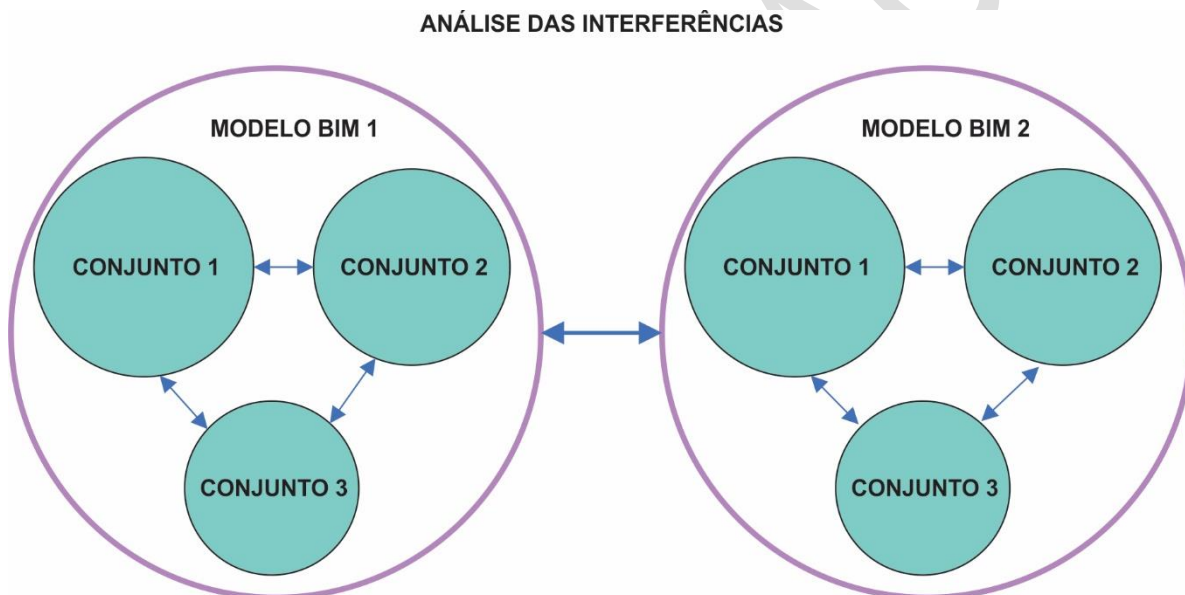 ANÁLISE DAS INTERFERÊNCIAS
MODELO BIM 1
CONJUNTO 1
CONJUNTO 2
CONJUNTO 3
MODELO BIM 2
CONJUNTO 1
CONJUNTO 2
CONJUNTO 3